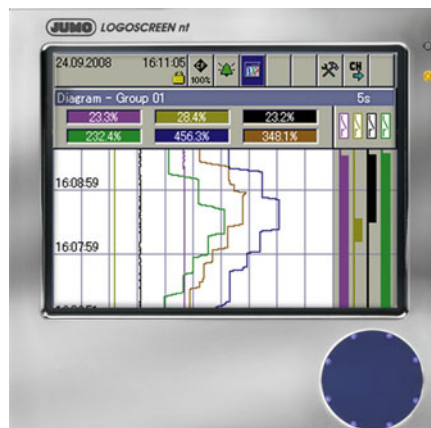 JUMO LOGOSCREEN nt
24.09.2008 16:11:05 100% CH
Diagram - Group 01 5s
23.3% 28.4% 23.2%
232.4% 456.3% 348.1%
16:08:59
16:07:59